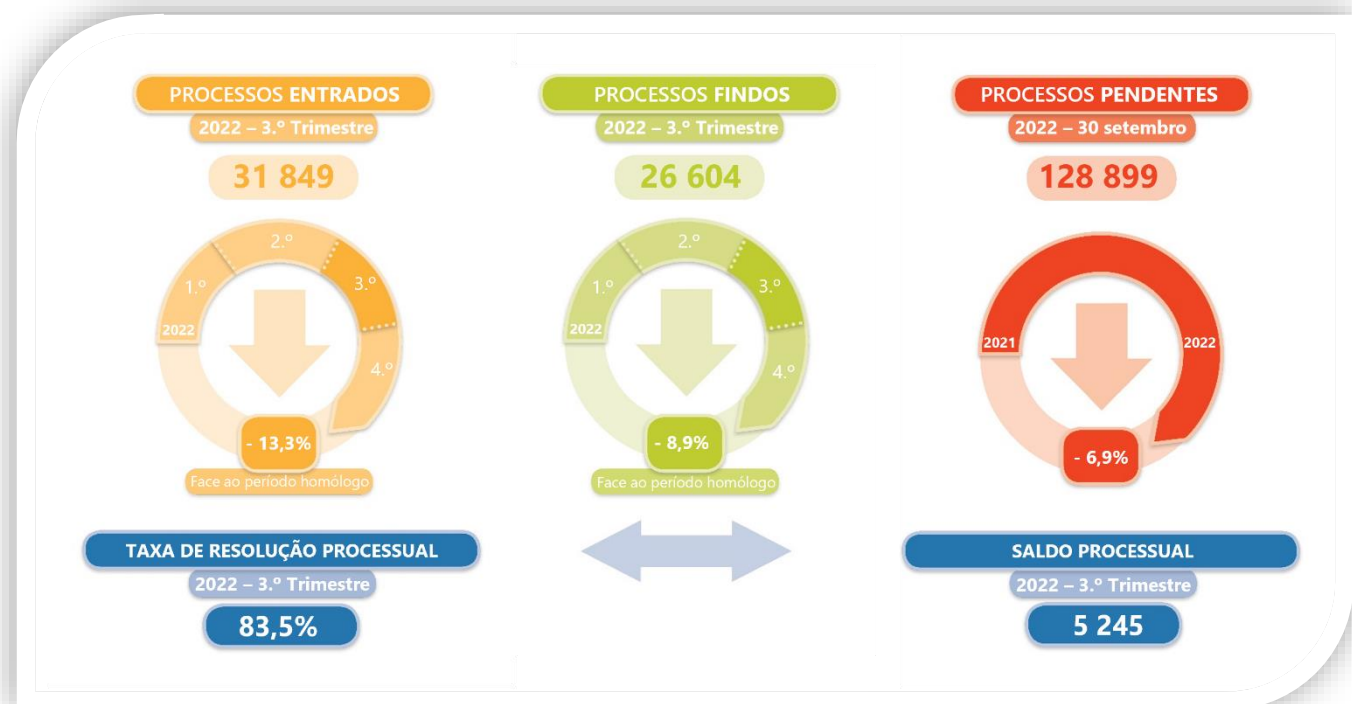 PROCESSOS ENTRADOS
2022 – 3.º Trimestre
31 849
1.º
2.º
3.º
4.º
2022
- 13,3%
Face ao período homólogo
PROCESSOS FINDOS
2022 – 3.º Trimestre
26 604
1.º
2.º
3.º
4.º
2022
- 8,9%
Face ao período homólogo
PROCESSOS PENDENTES
2022 – 30 setembro
128 899
2021
2022
- 6,9%
TAXA DE RESOLUÇÃO PROCESSUAL
2022 – 3.º Trimestre
83,5%
SALDO PROCESSUAL
2022 – 3.º Trimestre
5 245